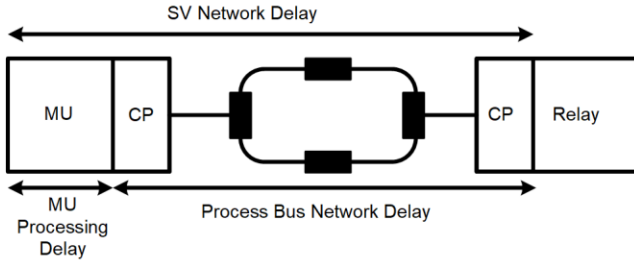 SV Network Delay
MU
CP
CP
Relay
MU
Processing
Delay
Process Bus Network Delay